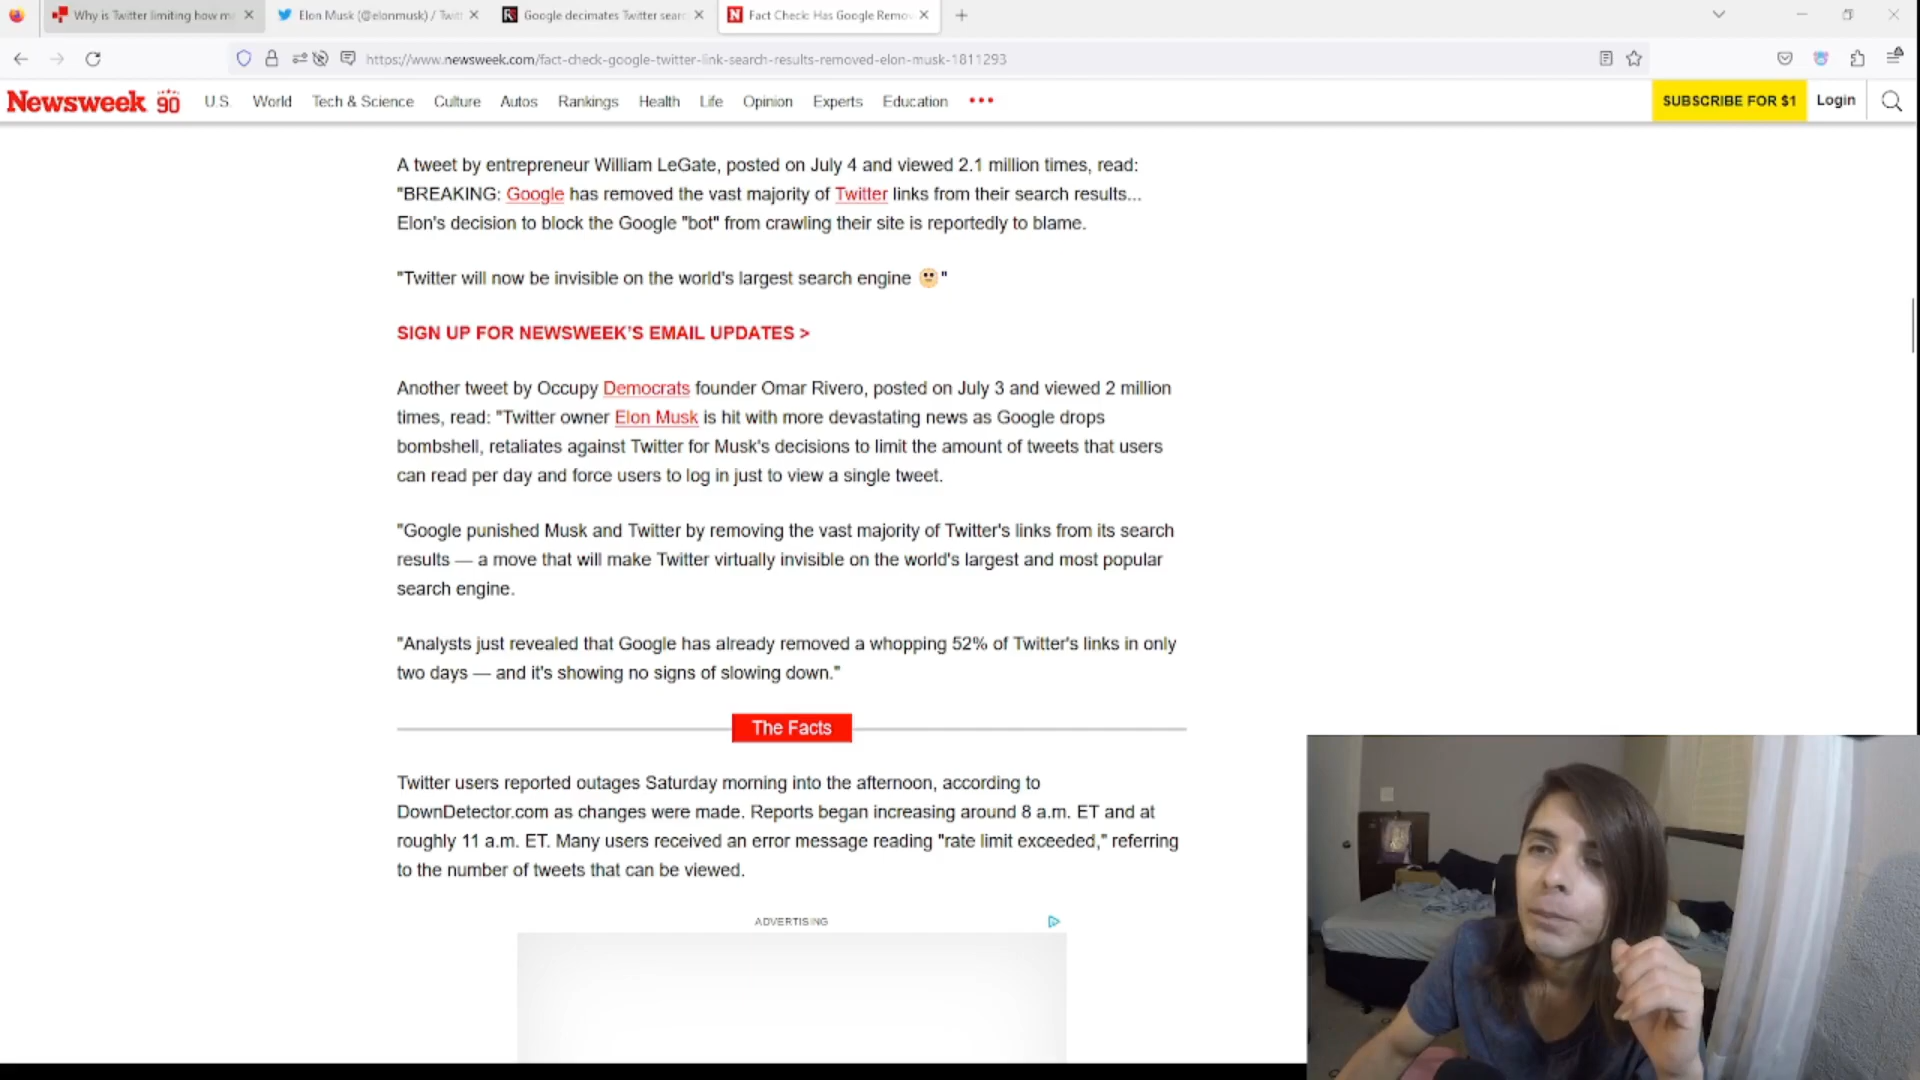 Why is Twitter limiting how m
Elon Musk (@elonmusk) / Twitt
Google decimates Twitter sear
Fact Check: Has Google Remov
https://www.newsweek.com/fact-check-google-twitter-link-search-results-removed-elon-musk-1811293
Newsweek 90 U.S. World Tech & Science Culture Autos Rankings Health Life Opinion Experts Education SUBSCRIBE FOR $1 Login
A tweet by entrepreneur William LeGate, posted on July 4 and viewed 2.1 million times, read:
"BREAKING: Google has removed the vast majority of Twitter links from their search results...
Elon's decision to block the Google "bot" from crawling their site is reportedly to blame.
"Twitter will now be invisible on the world's largest search engine 🫠"
SIGN UP FOR NEWSWEEK'S EMAIL UPDATES >
Another tweet by Occupy Democrats founder Omar Rivero, posted on July 3 and viewed 2 million
times, read: "Twitter owner Elon Musk is hit with more devastating news as Google drops
bombshell, retaliates against Twitter for Musk's decisions to limit the amount of tweets that users
can read per day and force users to log in just to view a single tweet.
"Google punished Musk and Twitter by removing the vast majority of Twitter's links from its search
results — a move that will make Twitter virtually invisible on the world's largest and most popular
search engine.
"Analysts just revealed that Google has already removed a whopping 52% of Twitter's links in only
two days — and it's showing no signs of slowing down."
The Facts
Twitter users reported outages Saturday morning into the afternoon, according to
DownDetector.com as changes were made. Reports began increasing around 8 a.m. ET and at
roughly 11 a.m. ET. Many users received an error message reading "rate limit exceeded," referring
to the number of tweets that can be viewed.
ADVERTISING